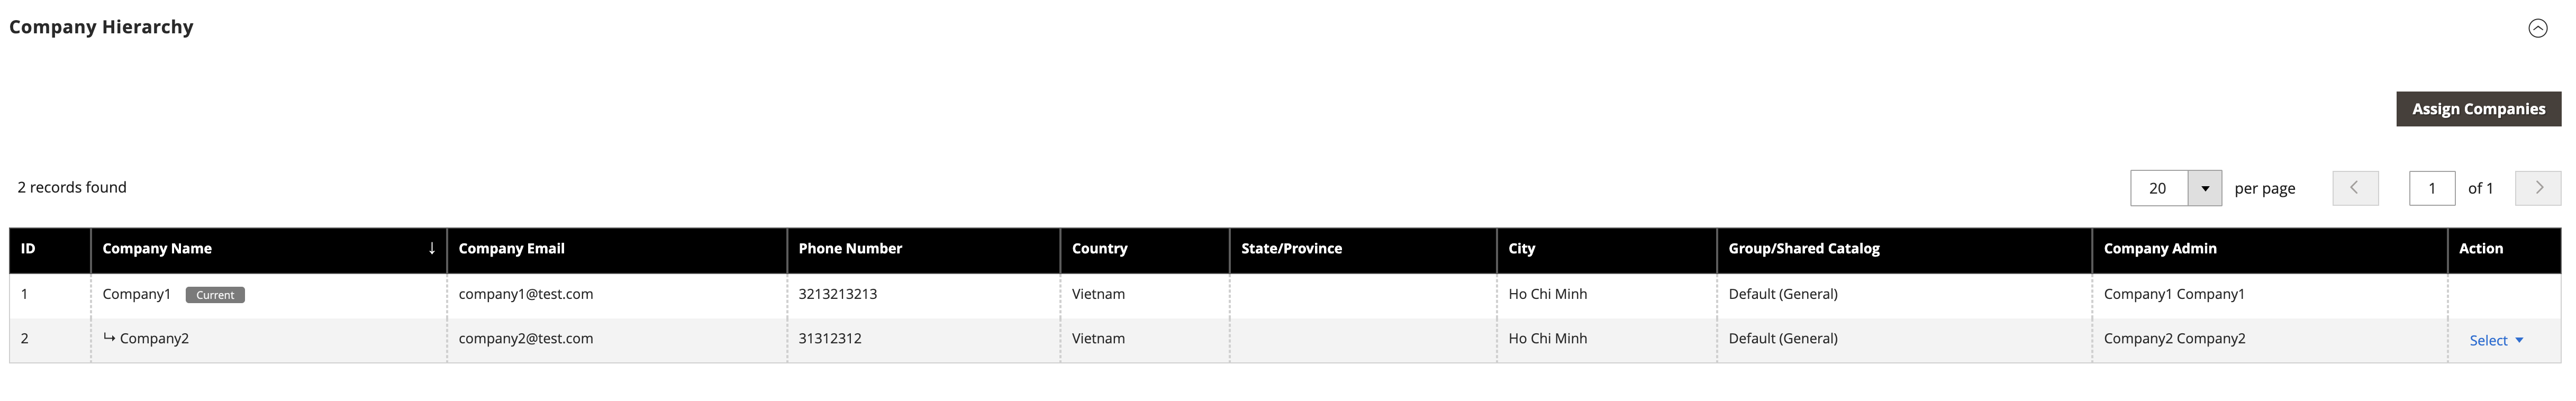 Company Hierarchy
Assign Companies
2 records found 20 per page 1 of 1
ID Company Name ↓ Company Email Phone Number Country State/Province City Group/Shared Catalog Company Admin Action
1 Company1 Current company1@test.com 3213213213 Vietnam Ho Chi Minh Default (General) Company1 Company1
2 ↳ Company2 company2@test.com 31312312 Vietnam Ho Chi Minh Default (General) Company2 Company2 Select